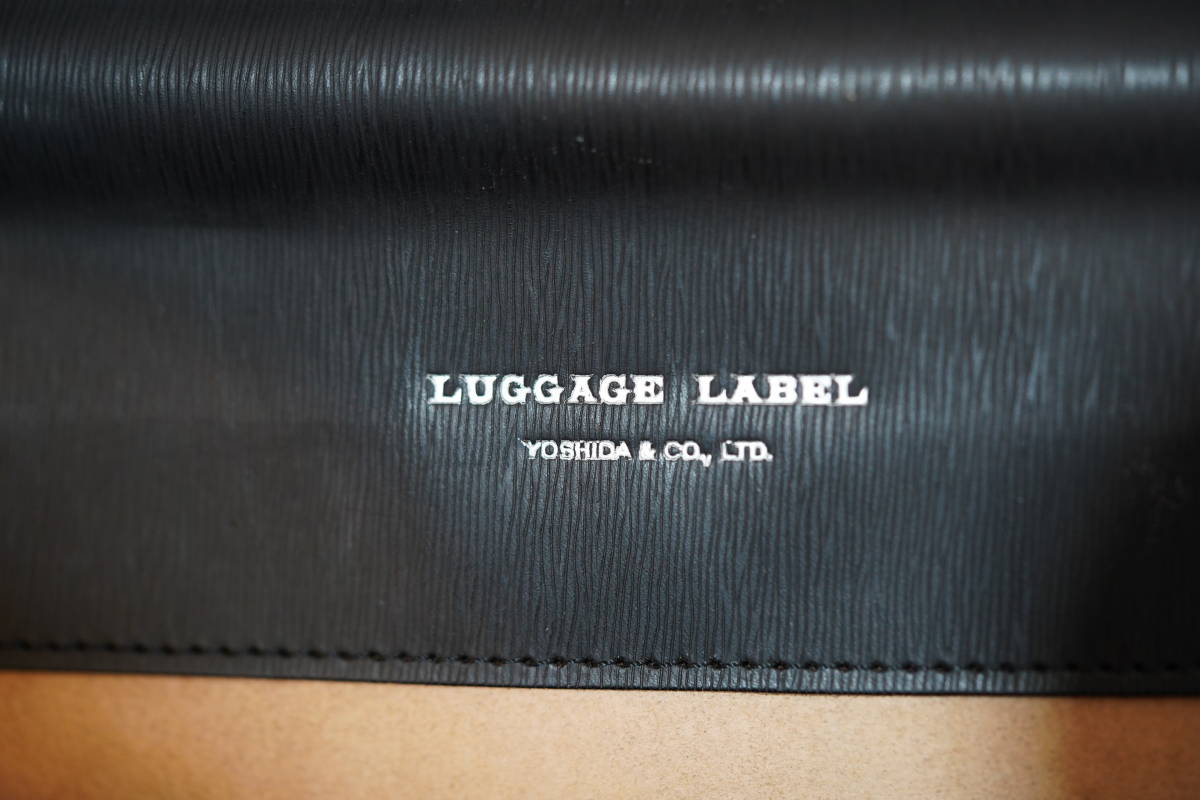 LUGGAGE LABEL
YOSHIDA & CO., LTD.